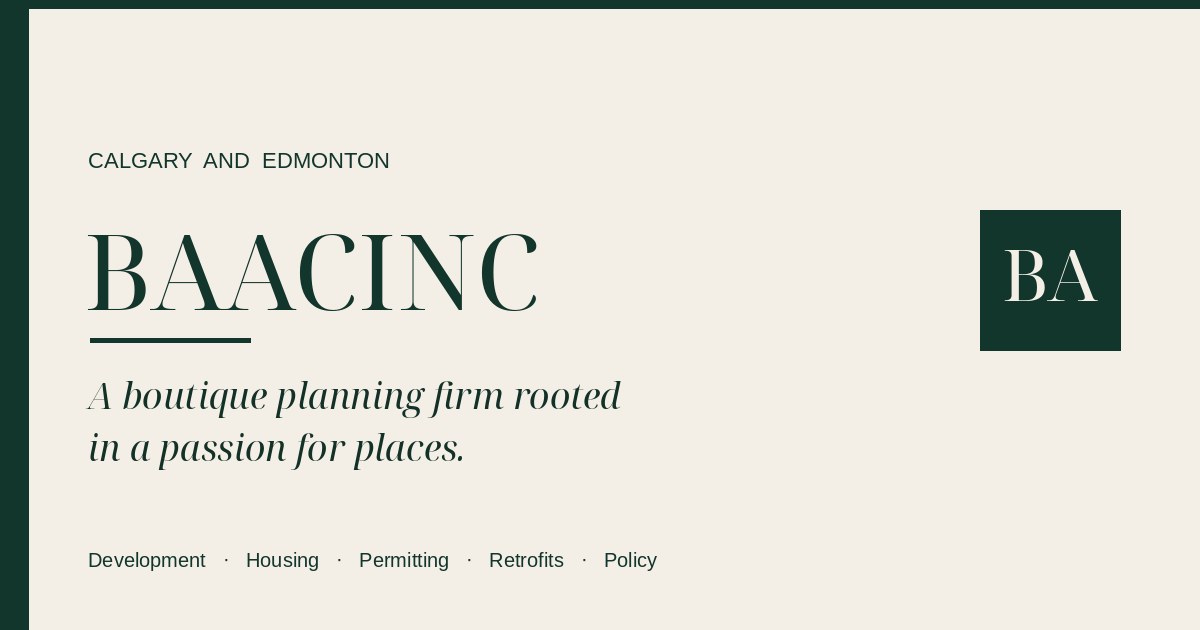 CALGARY AND EDMONTON
BAACINC
BA
A boutique planning firm rooted
in a passion for places.
Development · Housing · Permitting · Retrofits · Policy